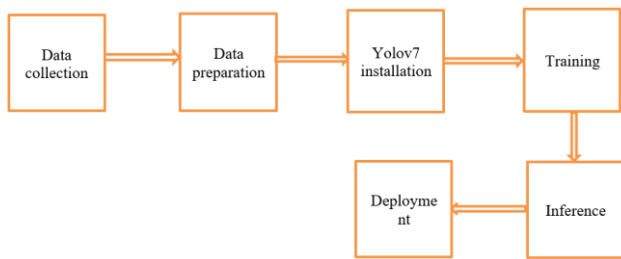 Data
collection
Data
preparation
Yolov7
installation
Training
Inference
Deployme
nt